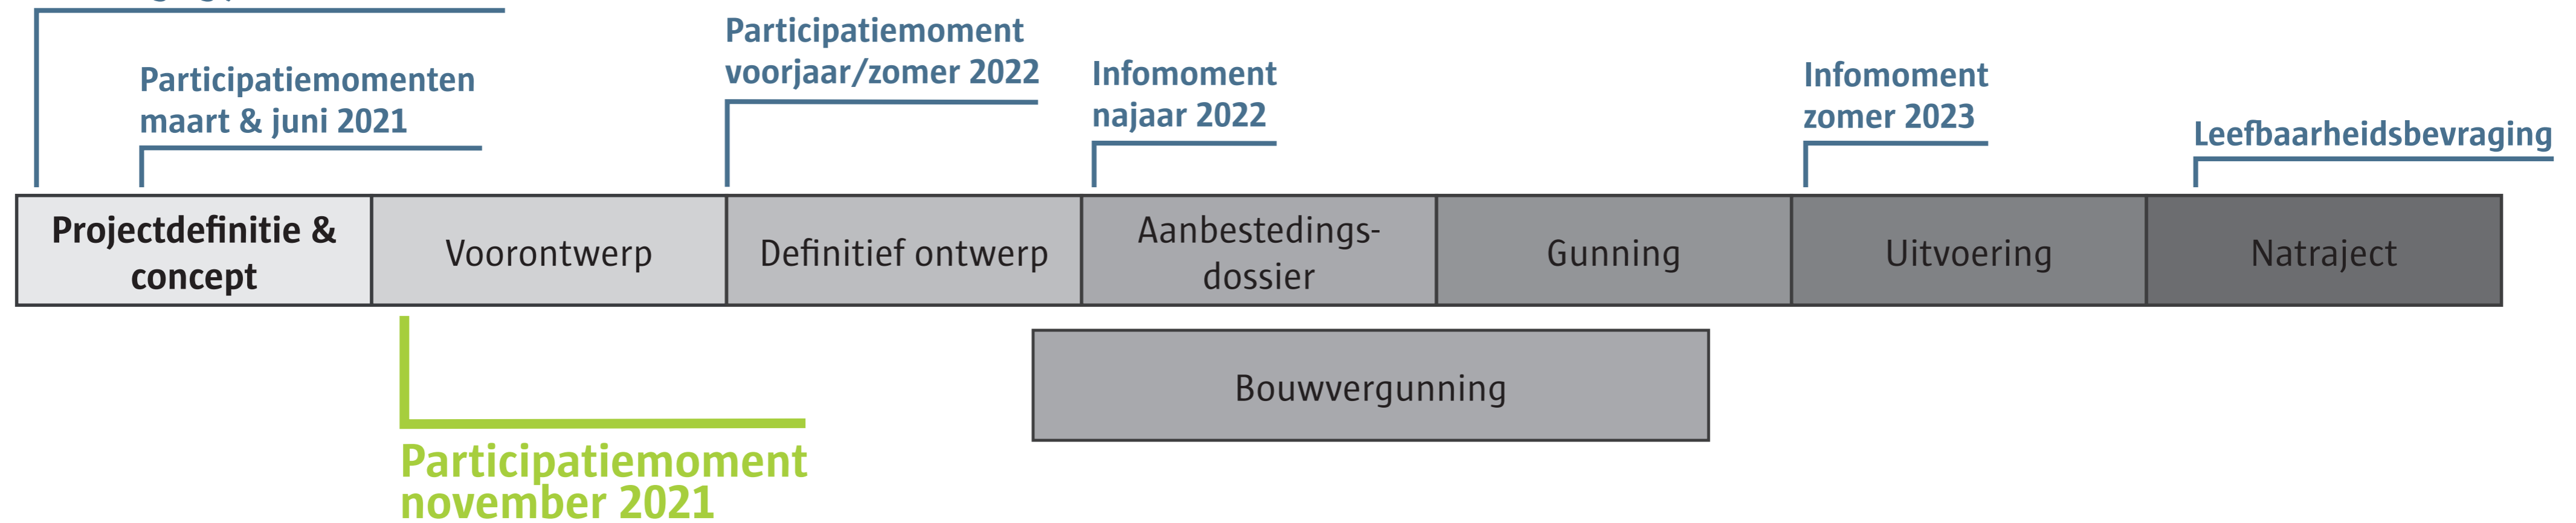 Participatiemoment
voorjaar/zomer 2022
Participatiemomenten
maart & juni 2021
Infomoment
najaar 2022
Infomoment
zomer 2023
Leefbaarheidsbevraging
Projectdefinitie &
concept
Voorontwerp
Definitief ontwerp
Aanbestedings-
dossier
Gunning
Uitvoering
Natraject
Bouwvergunning
Participatiemoment
november 2021